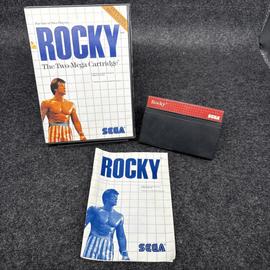 ROCKY
The Two-Mega Cartridge
SEGA
Rocky
SEGA
ROCKY
SEGA